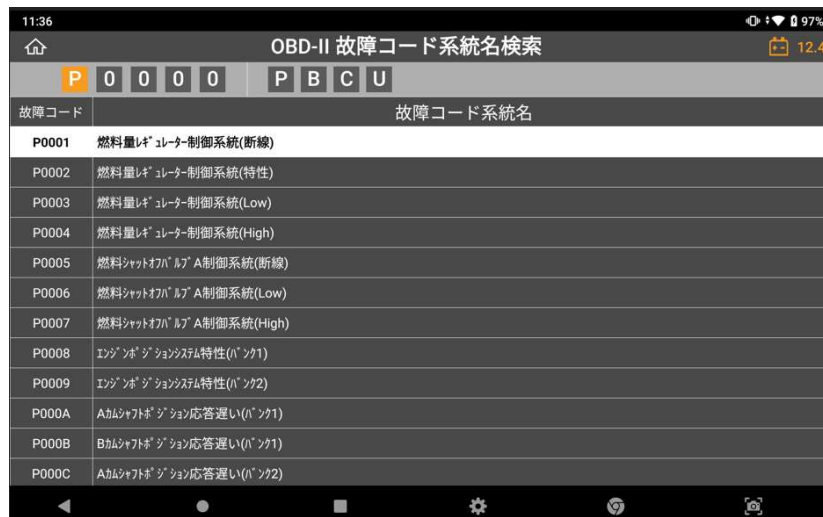 11:36 97%
OBD-II 故障コード系統名検索 12.4
P 0 0 0 0 P B C U
故障コード 故障コード系統名
P0001 燃料量ﾚｷﾞｭﾚｰﾀｰ制御系統(断線)
P0002 燃料量ﾚｷﾞｭﾚｰﾀｰ制御系統(特性)
P0003 燃料量ﾚｷﾞｭﾚｰﾀｰ制御系統(Low)
P0004 燃料量ﾚｷﾞｭﾚｰﾀｰ制御系統(High)
P0005 燃料ｼｬｯﾄｵﾌﾊﾞﾙﾌﾞA制御系統(断線)
P0006 燃料ｼｬｯﾄｵﾌﾊﾞﾙﾌﾞA制御系統(Low)
P0007 燃料ｼｬｯﾄｵﾌﾊﾞﾙﾌﾞA制御系統(High)
P0008 ｴﾝｼﾞﾝﾎﾟｼﾞｼｮﾝｼｽﾃﾑ特性(ﾊﾞﾝｸ1)
P0009 ｴﾝｼﾞﾝﾎﾟｼﾞｼｮﾝｼｽﾃﾑ特性(ﾊﾞﾝｸ2)
P000A Aｶﾑｼｬﾌﾄﾎﾟｼﾞｼｮﾝ応答遅い(ﾊﾞﾝｸ1)
P000B Bｶﾑｼｬﾌﾄﾎﾟｼﾞｼｮﾝ応答遅い(ﾊﾞﾝｸ1)
P000C Aｶﾑｼｬﾌﾄﾎﾟｼﾞｼｮﾝ応答遅い(ﾊﾞﾝｸ2)